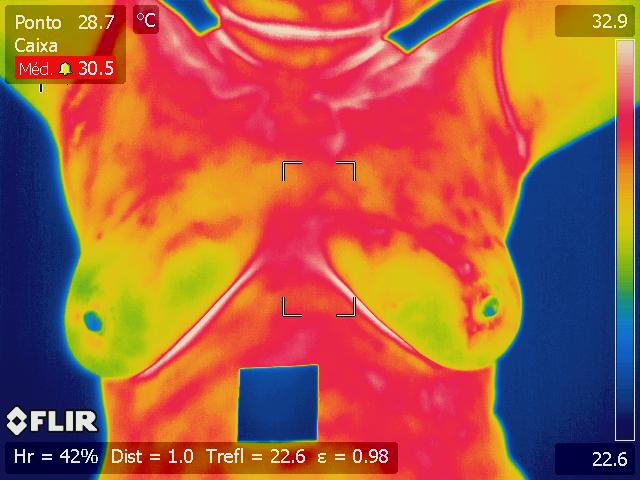 Ponto 28.7 °C
Caixa
Méd. 30.5
32.9
FLIR
Hr = 42% Dist = 1.0 Trefl = 22.6 ε = 0.98
22.6